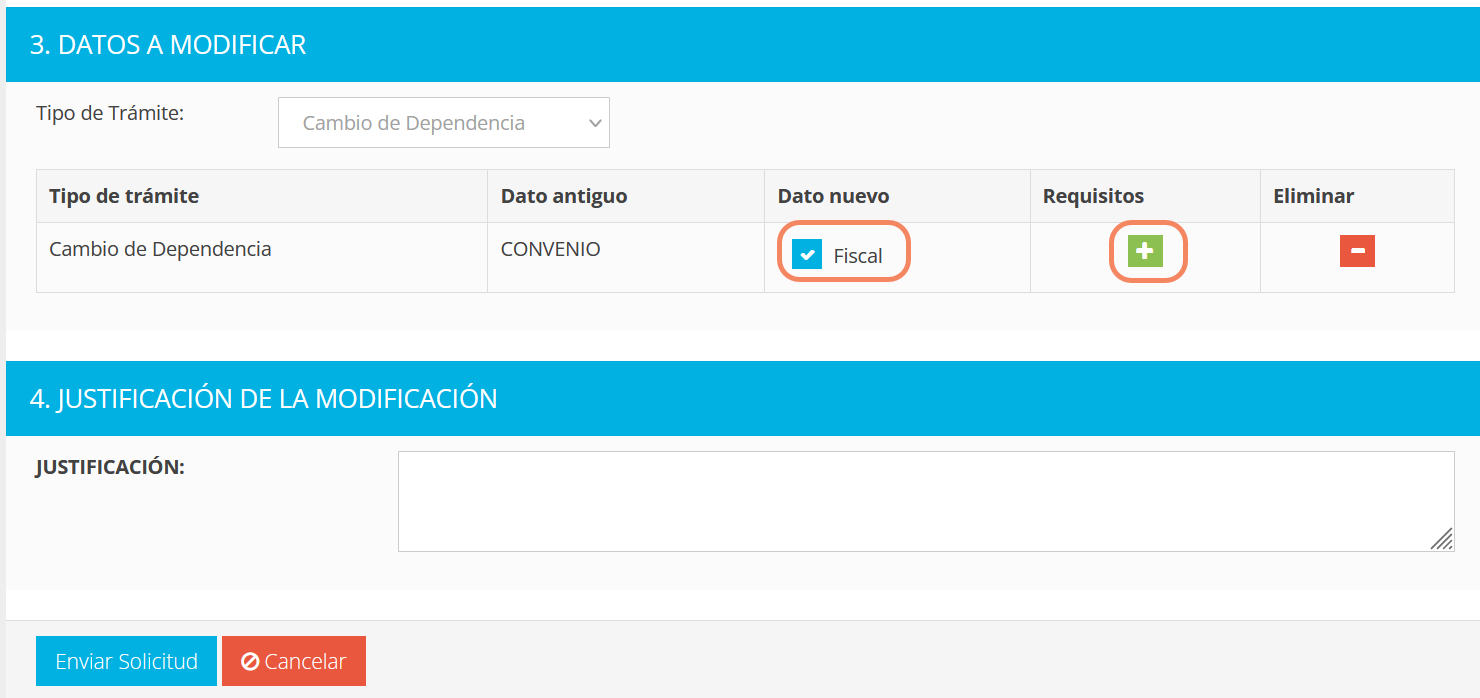 3. DATOS A MODIFICAR
Tipo de Trámite:
Cambio de Dependencia
Tipo de trámite Dato antiguo Dato nuevo Requisitos Eliminar
Cambio de Dependencia CONVENIO Fiscal
4. JUSTIFICACIÓN DE LA MODIFICACIÓN
JUSTIFICACIÓN:
Enviar Solicitud Cancelar